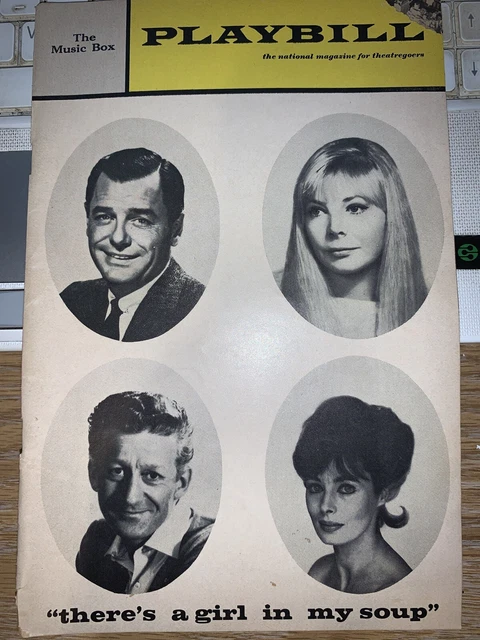 The
Music Box
PLAYBILL
the national magazine for theatregoers
"there's a girl in my soup"